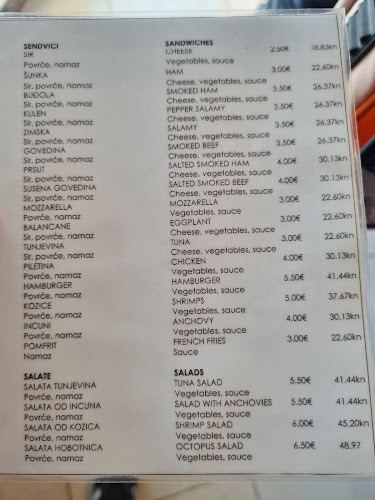 SENDVICI SANDWICHES
SIR CHEESE 2.50€ 18.83kn
Povrće, namaz Vegetables, sauce
ŠUNKA HAM 3.00€ 22.60kn
Sir, povrće, namaz Cheese, vegetables, sauce
BUĐOLA SMOKED HAM 3.50€ 26.37kn
Sir, povrće, namaz Cheese, vegetables, sauce
KULEN PEPPER SALAMY 3.50€ 26.37kn
Sir, povrće, namaz Cheese, vegetables, sauce
ZIMSKA SALAMY 3.50€ 26.37kn
Sir, povrće, namaz Cheese, vegetables, sauce
GOVEDINA SMOKED BEEF 3.50€ 26.37kn
Sir, povrće, namaz Cheese, vegetables, sauce
PRSUT SALTED SMOKED HAM 4.00€ 30.13kn
Sir, povrće, namaz Cheese, vegetables, sauce
SUSENA GOVEDINA SALTED SMOKED BEEF 4.00€ 30.13kn
Sir, povrće, namaz Cheese, vegetables, sauce
MOZZARELLA MOZZARELLA 3.00€ 22.60kn
Povrće, namaz Vegetables, sauce
BALANCANE EGGPLANT 3.00€ 22.60kn
Sir, povrće, namaz Cheese, vegetables, sauce
TUNJEVINA TUNA 3.00€ 22.60kn
Sir, povrće, namaz Cheese, vegetables, sauce
PILETINA CHICKEN 4.00€ 30.13kn
Povrće, namaz Vegetables, sauce
HAMBURGER HAMBURGER 5.50€ 41.44kn
Povrće, namaz Vegetables, sauce
KOZICE SHRIMPS 5.00€ 37.67kn
Povrće, namaz Vegetables, sauce
INCUNI ANCHOVY 4.00€ 30.13kn
Povrće, namaz Vegetables, sauce
POMFRIT FRENCH FRIES 3.00€ 22.60kn
Namaz Sauce
SALATE SALADS
SALATA TUNJEVINA TUNA SALAD 5.50€ 41.44kn
Povrće, namaz Vegetables, sauce
SALATA OD INCUNA SALAD WITH ANCHOVIES 5.50€ 41.44kn
Povrće, namaz Vegetables, sauce
SALATA OD KOZICA SHRIMP SALAD 6.00€ 45.20kn
Povrće, namaz Vegetables, sauce
SALATA HOBOTNICA OCTOPUS SALAD 6.50€ 48.97
Povrće, namaz Vegetables, sauce